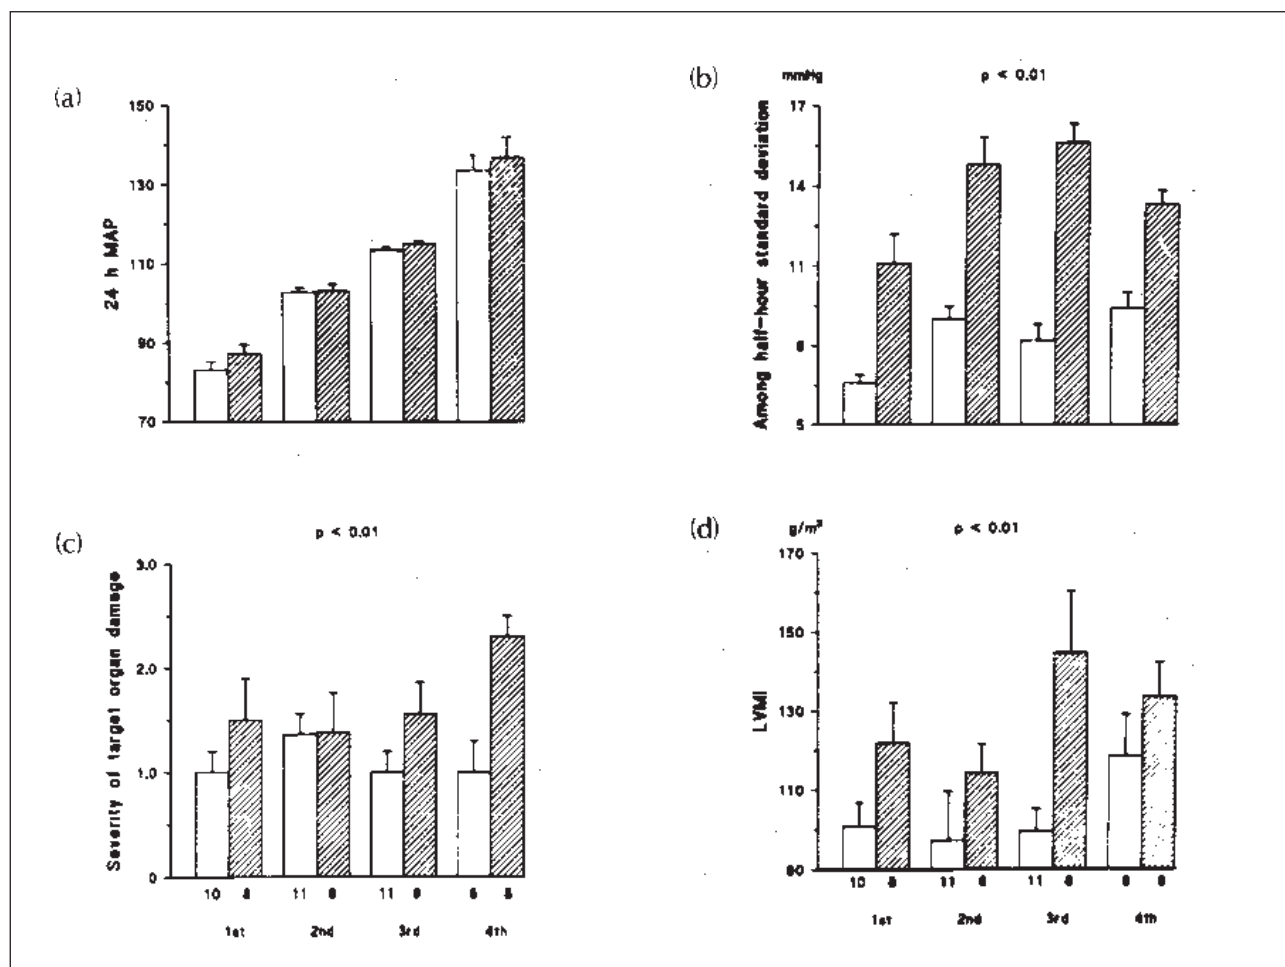 (a)
24 h MAP
150
130
110
90
70
(b)
mmHg
p < 0.01
Among half-hour standard deviation
17
14
11
8
5
(c)
p < 0.01
Severity of target organ damage
3.0
2.0
1.0
0
10
11
11
1st
2nd
3rd
4th
(d)
g/m²
p < 0.01
LVMI
170
150
130
110
90
10
11
11
1st
2nd
3rd
4th